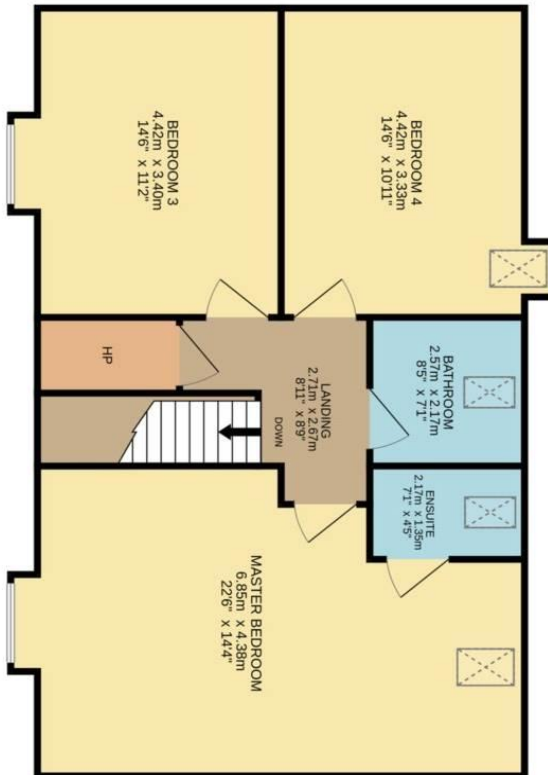 BEDROOM 3
4.42m x 3.40m
14'6" x 11'2"
BEDROOM 4
4.42m x 3.33m
14'6" x 10'11"
HP
LANDING
2.71m x 2.67m
8'11" x 8'9"
DOWN
BATHROOM
2.57m x 2.17m
8'5" x 7'1"
ENSUITE
2.17m x 1.35m
7'1" x 4'5"
MASTER BEDROOM
6.85m x 4.38m
22'6" x 14'4"